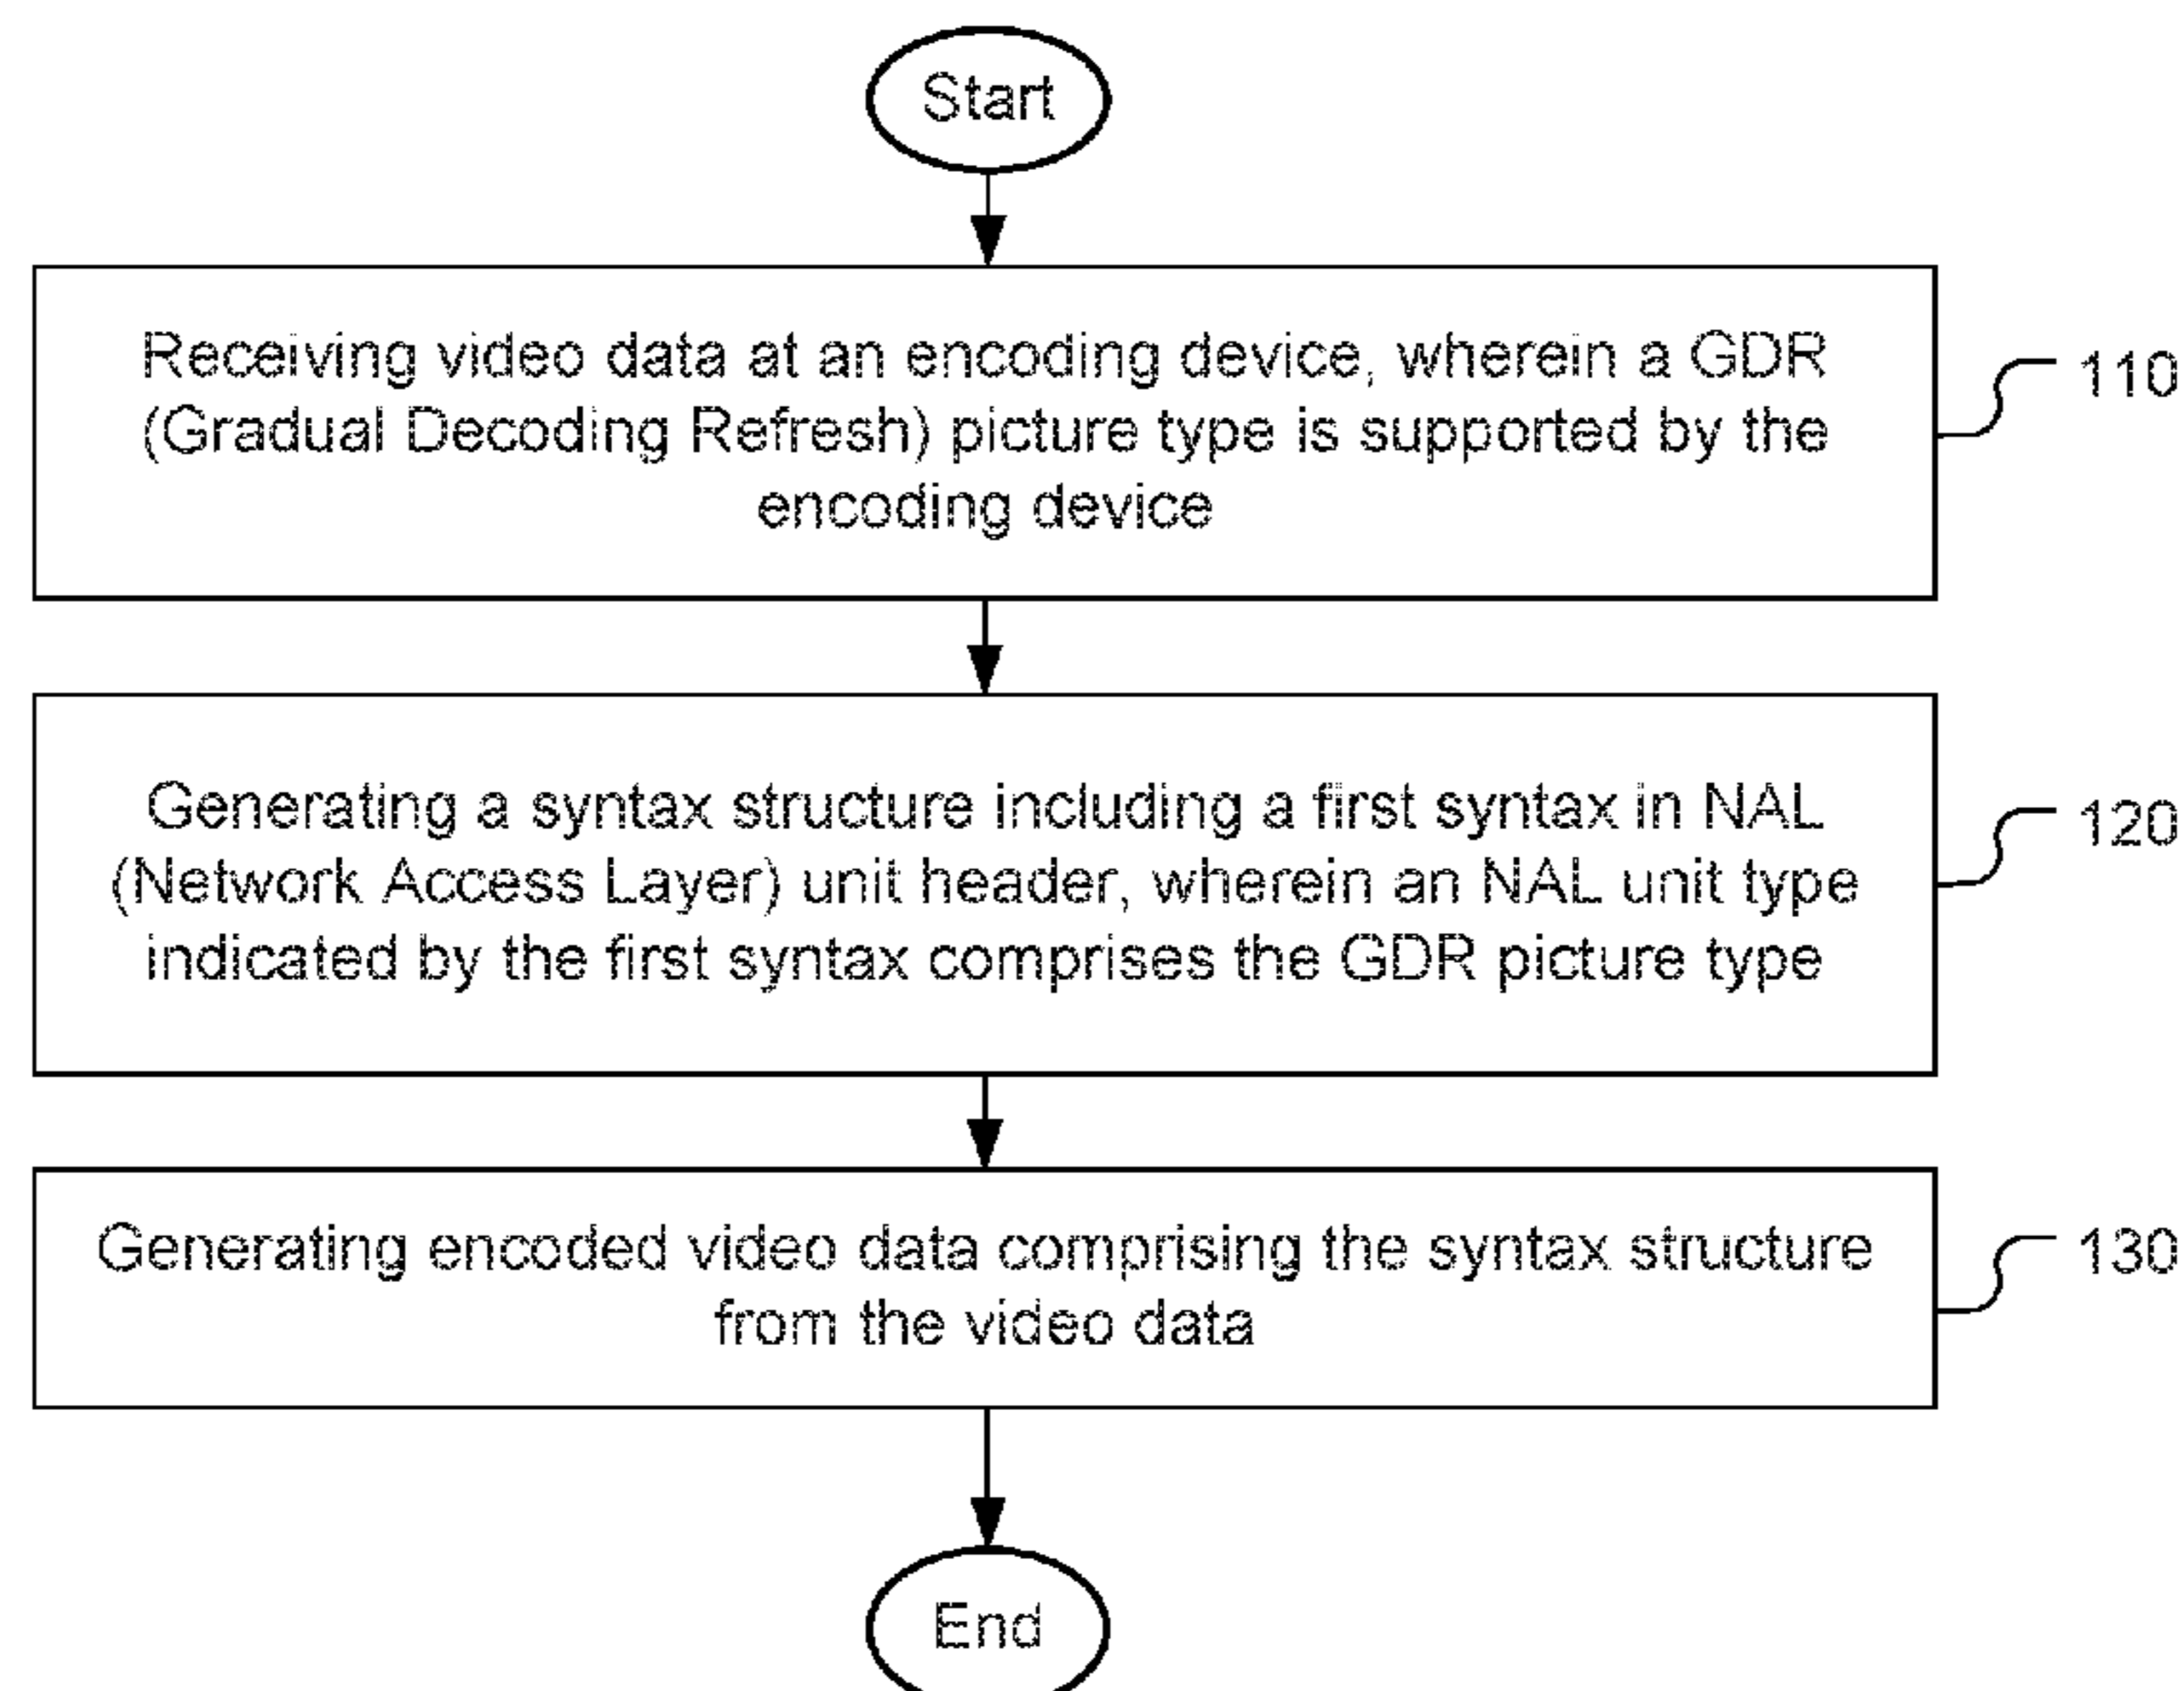 Start
Receiving video data at an encoding device, wherein a GDR
(Gradual Decoding Refresh) picture type is supported by the
encoding device
110
Generating a syntax structure including a first syntax in NAL
(Network Access Layer) unit header, wherein an NAL unit type
indicated by the first syntax comprises the GDR picture type
120
Generating encoded video data comprising the syntax structure
from the video data
130
End